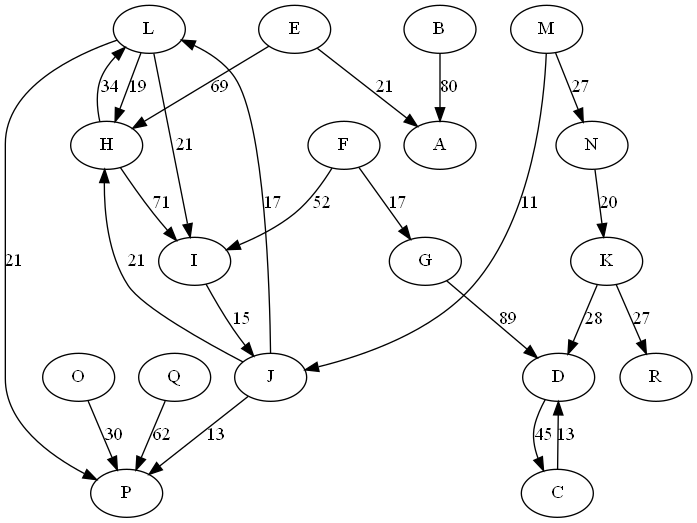 L E B M
34 19 69 21 80 27
H F A N
71 21 52 17 17 11 20
I G K
21 21 15 89 28 27
O Q J D R
30 62 13 45 13
P C